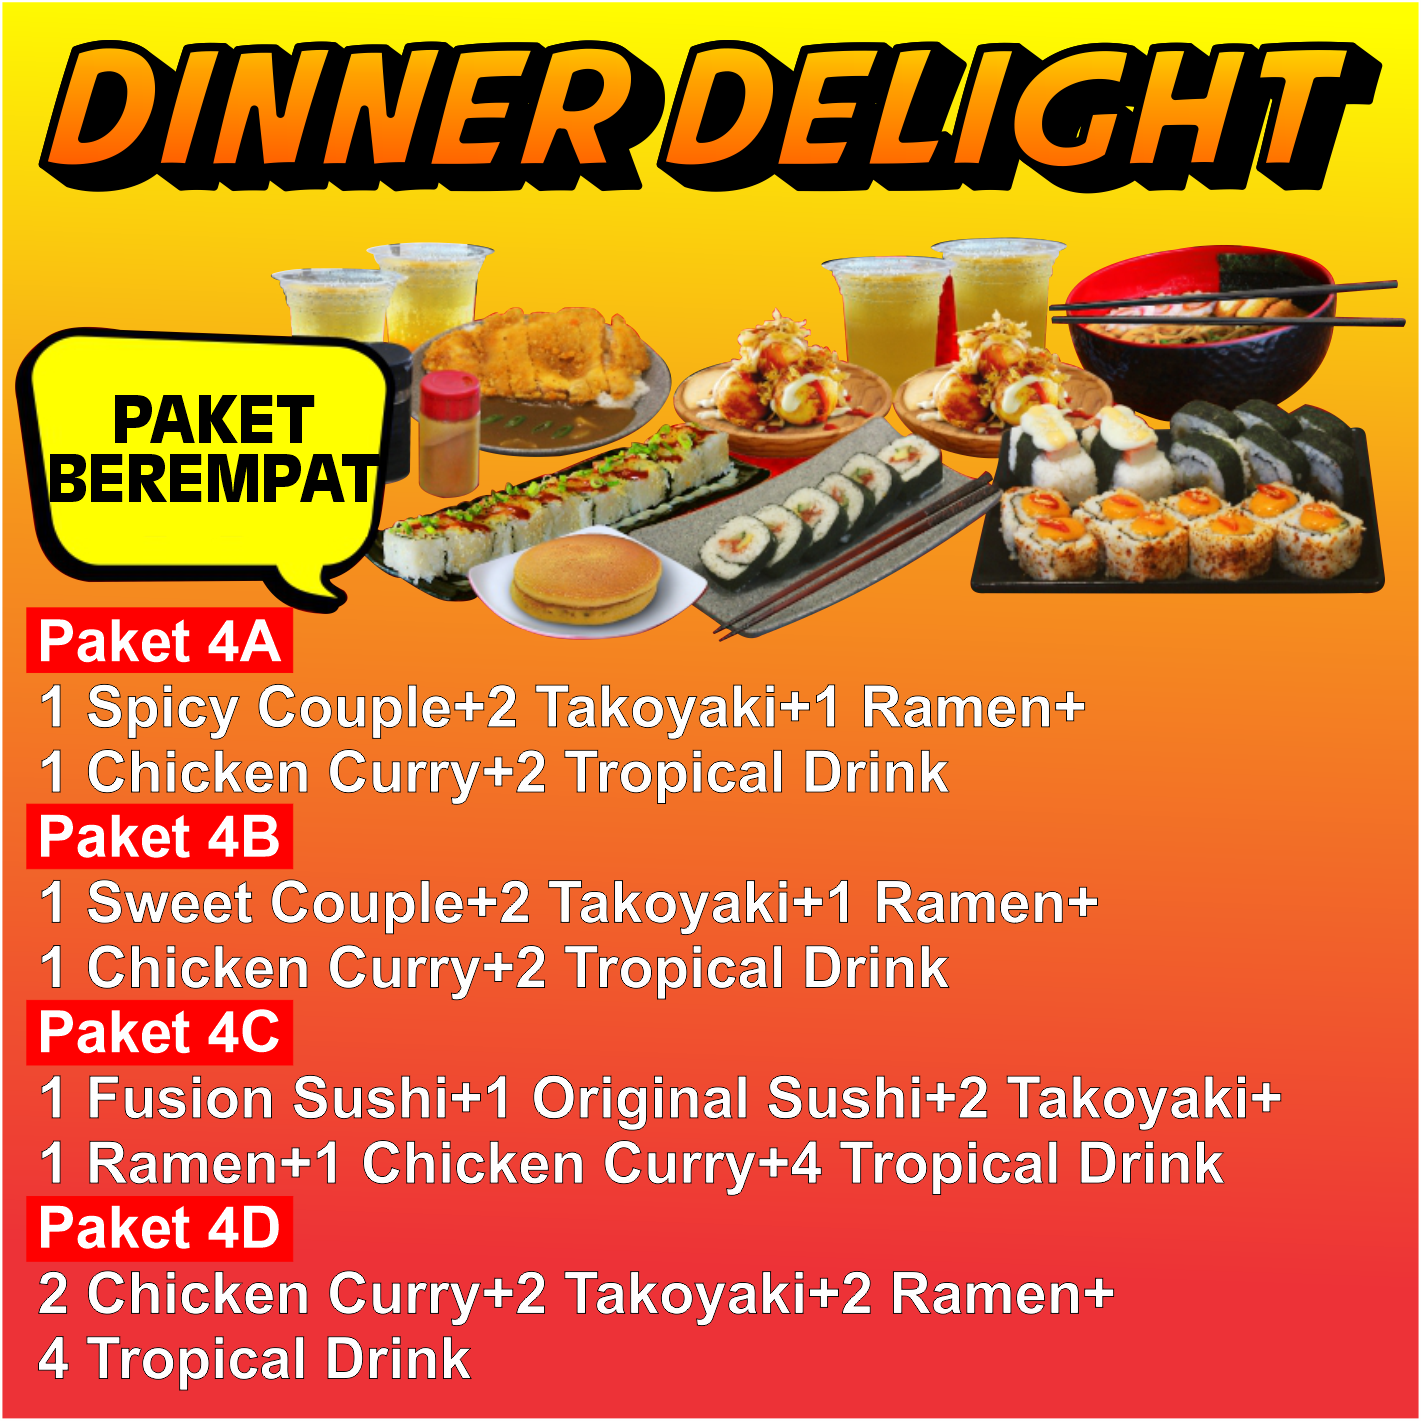 DINNER DELIGHT
PAKET
BEREMPAT
Paket 4A
1 Spicy Couple+2 Takoyaki+1 Ramen+
1 Chicken Curry+2 Tropical Drink
Paket 4B
1 Sweet Couple+2 Takoyaki+1 Ramen+
1 Chicken Curry+2 Tropical Drink
Paket 4C
1 Fusion Sushi+1 Original Sushi+2 Takoyaki+
1 Ramen+1 Chicken Curry+4 Tropical Drink
Paket 4D
2 Chicken Curry+2 Takoyaki+2 Ramen+
4 Tropical Drink